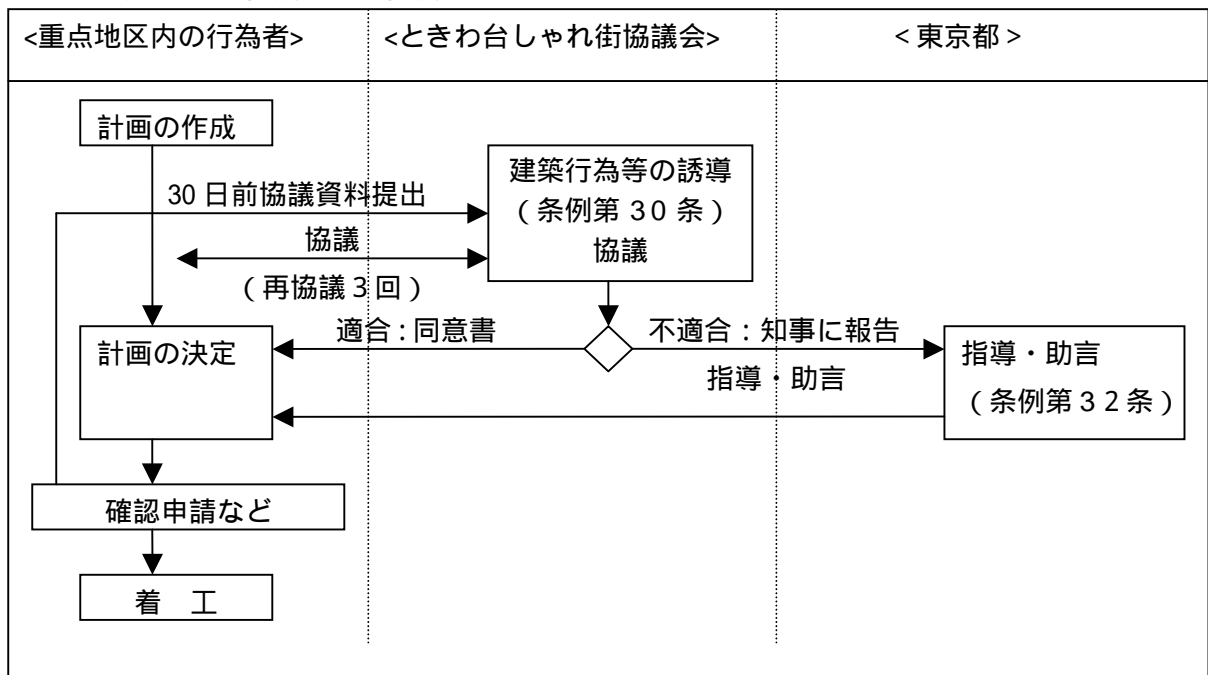 <重点地区内の行為者>
<ときわ台しゃれ街協議会>
<東京都>
計画の作成
建築行為等の誘導
(条例第30条)
協議
30日前協議資料提出
協議
(再協議3回)
適合:同意書
不適合:知事に報告
計画の決定
指導・助言
指導・助言
(条例第32条)
確認申請など
着 工